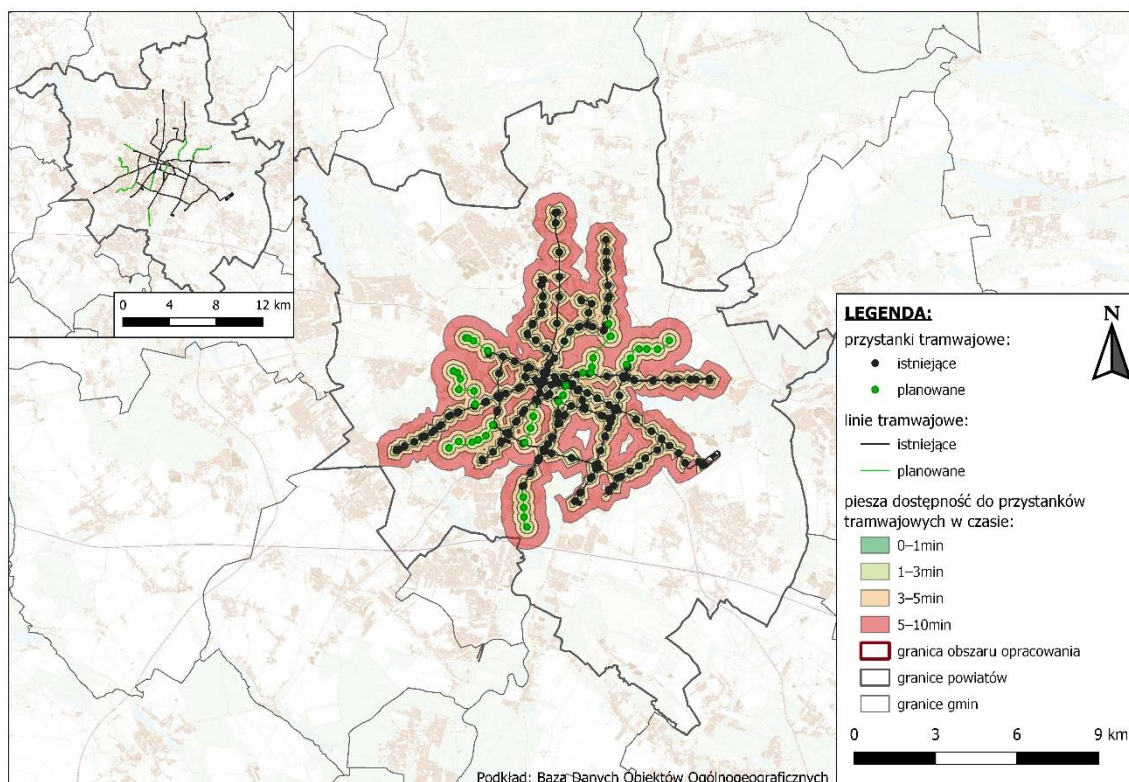 0 4 8 12 km
LEGENDA:
N
przystanki tramwajowe:
istniejące
planowane
linie tramwajowe:
istniejące
planowane
piesza dostępność do przystanków
tramwajowych w czasie:
0–1min
1–3min
3–5min
5–10min
granica obszaru opracowania
granice powiatów
granice gmin
0 3 6 9 km
Podkład: Baza Danych Obiektów Ogólnogeograficznych